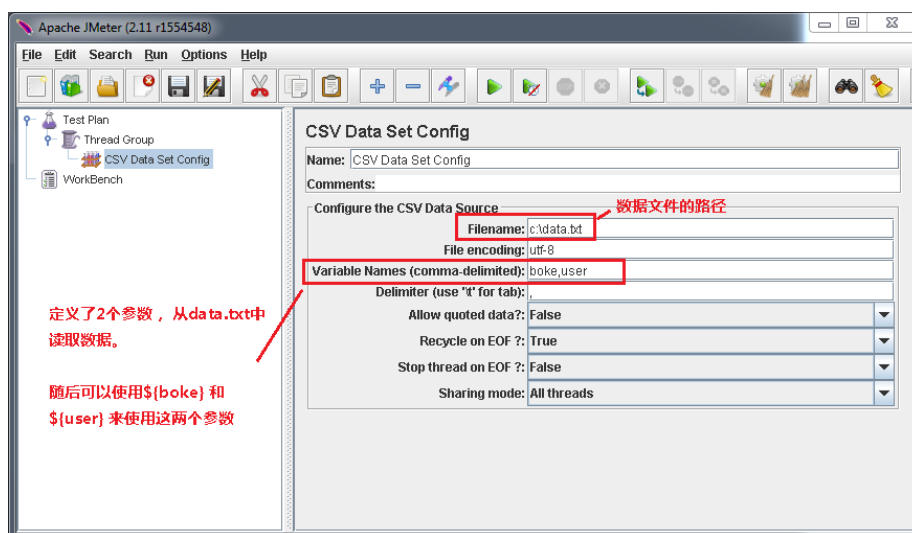 Apache JMeter (2.11 r1554548)
File Edit Search Run Options Help
Test Plan
Thread Group
CSV Data Set Config
WorkBench
定义了2个参数，从data.txt中
读取数据。
随后可以使用${boke} 和
${user} 来使用这两个参数
CSV Data Set Config
Name: CSV Data Set Config
Comments:
Configure the CSV Data Source
数据文件的路径
Filename: c:\data.txt
File encoding: utf-8
Variable Names (comma-delimited): boke,user
Delimiter (use '\t' for tab): ,
Allow quoted data?: False
Recycle on EOF ?: True
Stop thread on EOF ?: False
Sharing mode: All threads